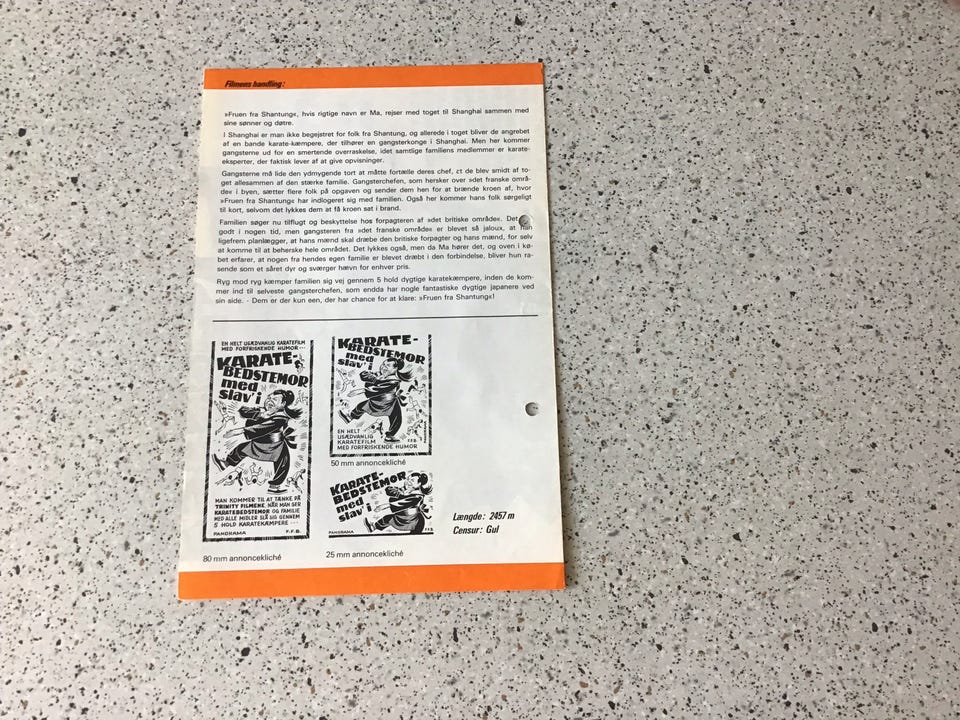 Filmens handling:
»Fruen fra Shantung«, hvis rigtige navn er Ma, rejser med toget til Shanghai sammen med
sine sønner og døtre.
I Shanghai er man ikke begejstret for folk fra Shantung, og allerede i toget bliver de angrebet
af en bande karate-kæmpere, der tilhører en gangsterkonge i Shanghai. Men her kommer
gangsterne ud for en smertende overraskelse, idet samtlige familiens medlemmer er karate-
eksperter, der faktisk lever af at give opvisninger.
Gangsterne må lide den ydmygende tort at måtte fortælle deres chef, at de blev smidt af to-
get allesammen af den stærke familie. Gangsterchefen, som hersker over »det franske områ-
de« i byen, sætter flere folk på opgaven og sender dem hen for at brænde kroen af, hvor
»Fruen fra Shantung« har indlogeret sig med familien. Også her kommer hans folk sørgeligt
til kort, selvom det lykkes dem at få kroen sat i brand.
Familien søger nu tilflugt og beskyttelse hos forpagteren af »det britiske område«. Det
godt i nogen tid, men gangsteren fra »det franske område« er blevet så jaloux, at han
ligefrem planlægger, at hans mænd skal dræbe den britiske forpagter og hans mænd, for selv
at komme til at beherske hele området. Det lykkes også, men da Ma hører det, og oven i kø-
bet erfarer, at nogen fra hendes egen familie er blevet dræbt i den forbindelse, bliver hun ra-
sende som et såret dyr og sværger hævn for enhver pris.
Ryg mod ryg kæmper familien sig vej gennem 5 hold dygtige karatekæmpere, inden de kom-
mer ind til selveste gangsterchefen, som endda har nogle fantastiske dygtige japanere ved
sin side. - Dem er der kun een, der har chance for at klare: »Fruen fra Shantung«!
EN HELT USÆDVANLIG KARATEFILM
MED FORFRISKENDE HUMOR...
KARATE-
BEDSTEMOR
med
slav'i
MAN KOMMER TIL AT TÆNKE PÅ
TRINITY FILMENE, NÅR MAN SER
KARATEBEDSTEMOR OG FAMILIE
MED ALLE MIDLER SLÅ SIG GENNEM
5 HOLD KARATEKÆMPERE...
PANORAMA F.F.B.
80 mm annoncekliché
KARATE-
BEDSTEMOR
med
slav'i
F.F.B.
EN HELT
USÆDVANLIG
KARATEFILM
MED FORFRISKENDE HUMOR
PANORAMA
50 mm annoncekliché
KARATE-
BEDSTEMOR
med
slav'i
PANORAMA F.F.B.
25 mm annoncekliché
Længde: 2457 m
Censur: Gul